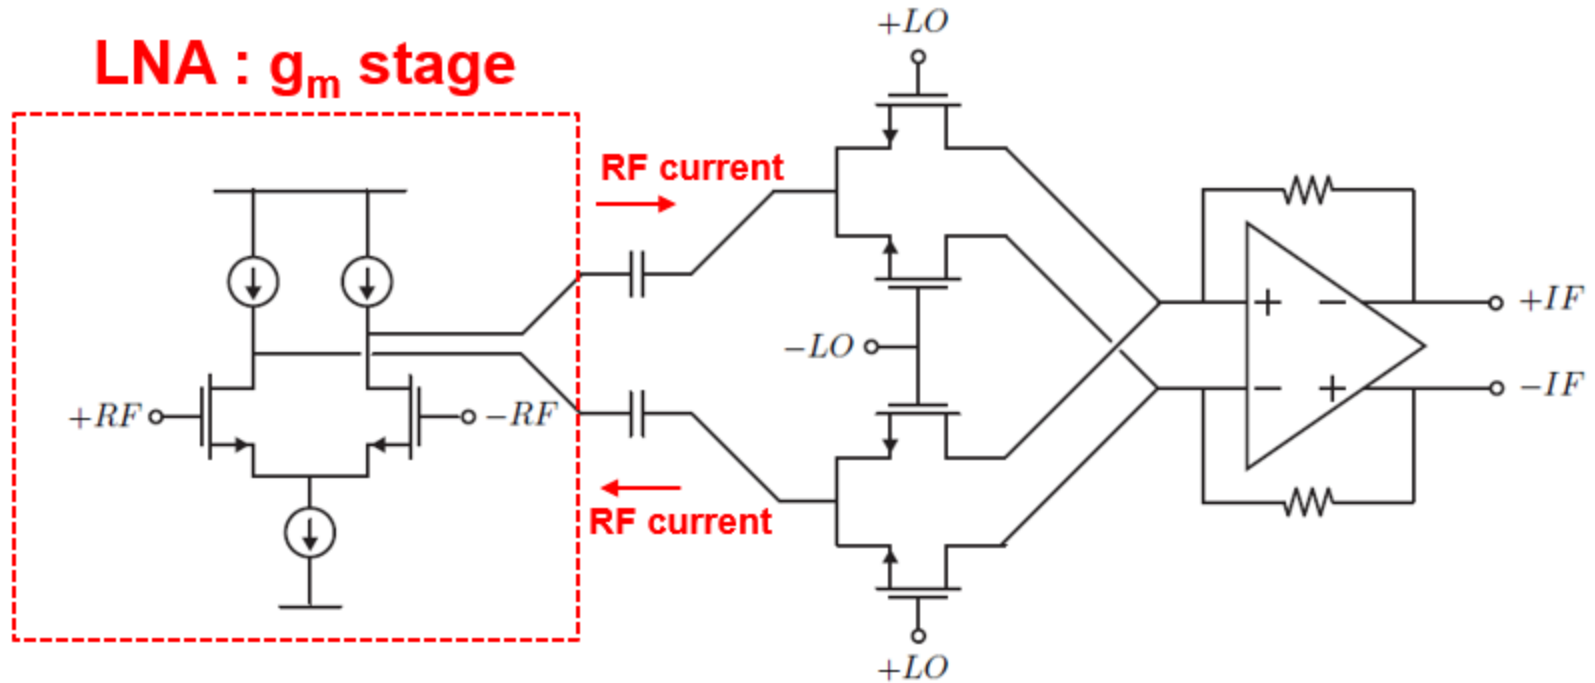 LNA : gm stage
+LO
RF current
-LO
+RF
-RF
RF current
+ −
− +
+IF
-IF
+LO